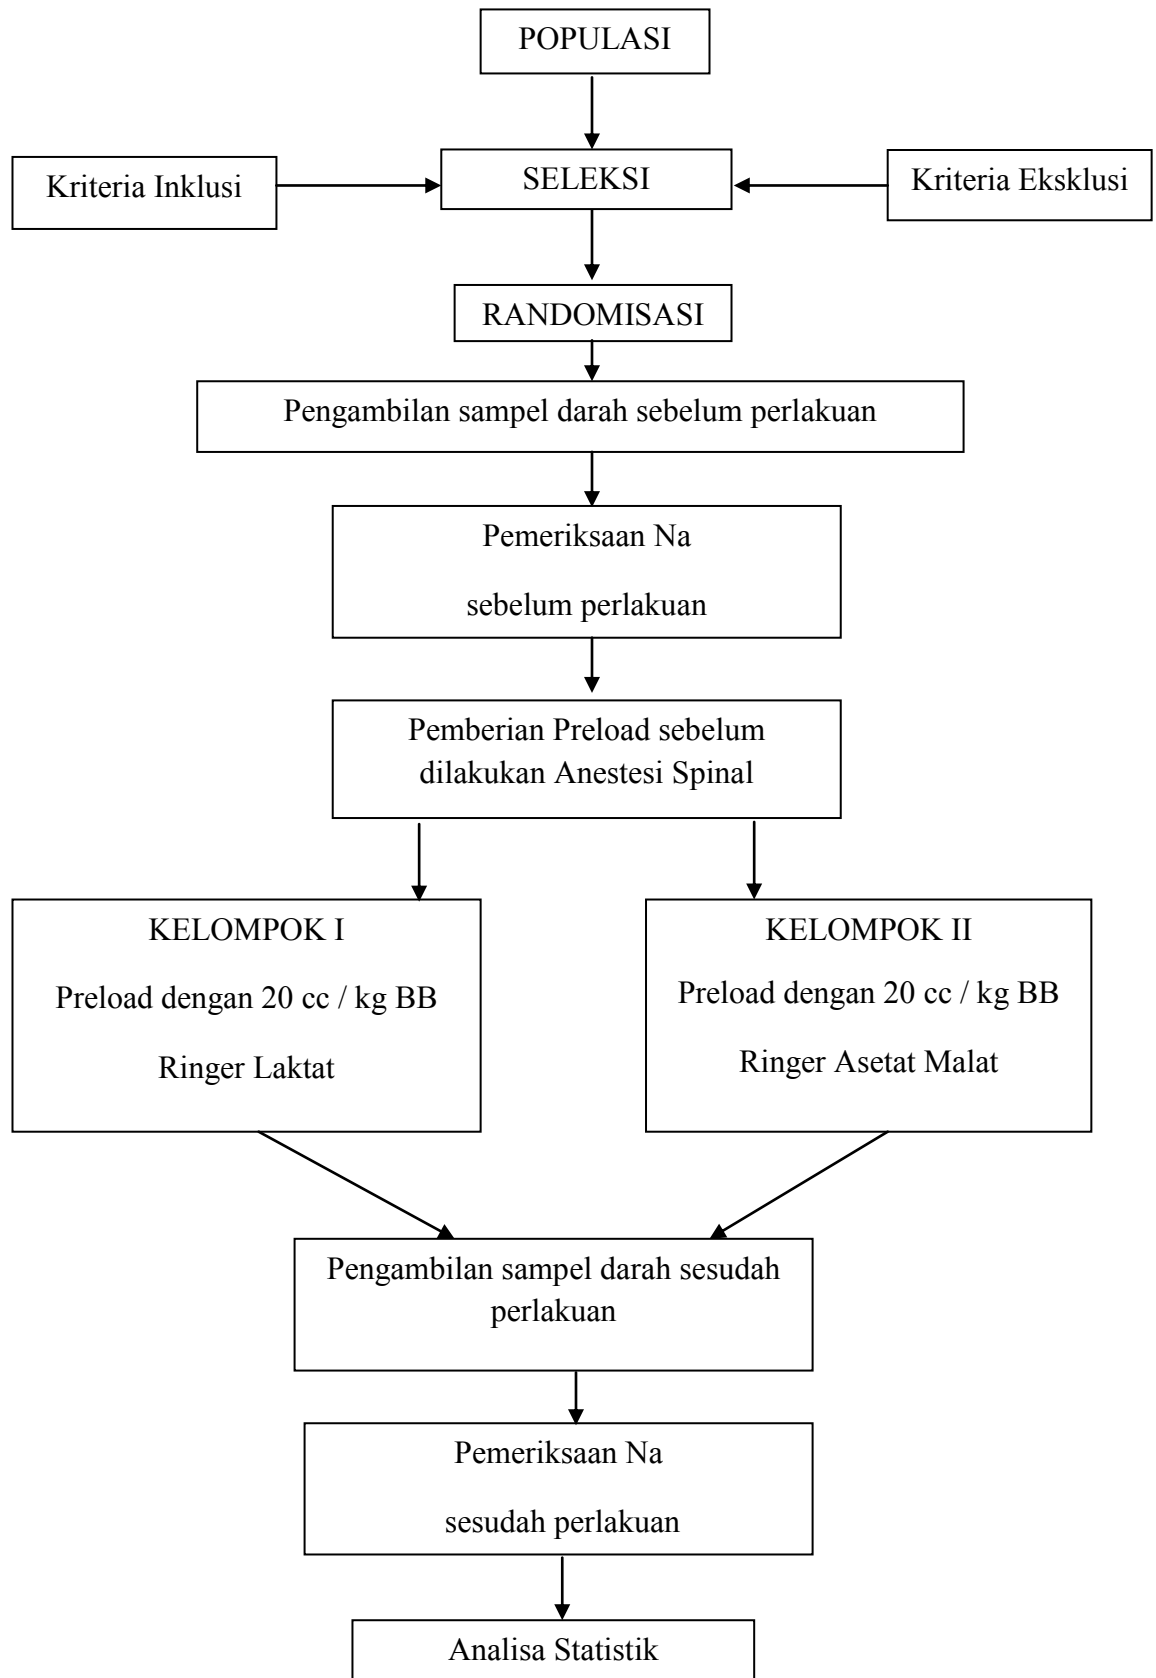 POPULASI
Kriteria Inklusi
SELEKSI
Kriteria Eksklusi
RANDOMISASI
Pengambilan sampel darah sebelum perlakuan
Pemeriksaan Na
sebelum perlakuan
Pemberian Preload sebelum
dilakukan Anestesi Spinal
KELOMPOK I
Preload dengan 20 cc / kg BB
Ringer Laktat
KELOMPOK II
Preload dengan 20 cc / kg BB
Ringer Asetat Malat
Pengambilan sampel darah sesudah
perlakuan
Pemeriksaan Na
sesudah perlakuan
Analisa Statistik